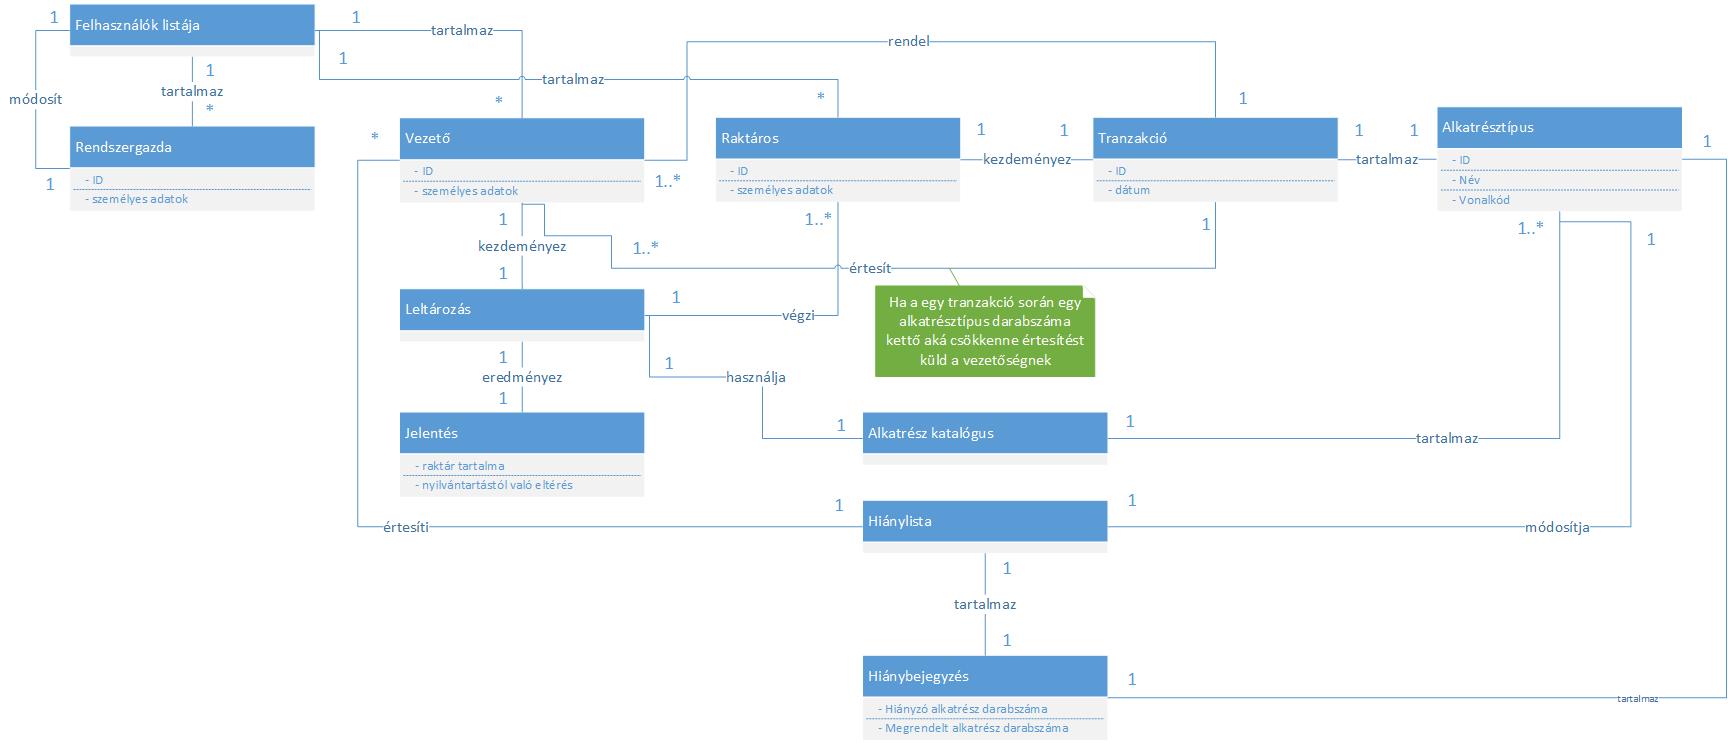 1
Felhasználók listája
1
tartalmaz
rendel
1
1
tartalmaz
módosít
tartalmaz
*
*
*
1
*
Vezető
Raktáros
1
1
Tranzakció
1
1
Alkatrésztípus
1
Rendszergazda
kezdeményez
tartalmaz
- ID
- személyes adatok
1
- ID
- személyes adatok
1..*
- ID
- személyes adatok
- ID
- dátum
- ID
- Név
- Vonalkód
1
1..*
1
1..*
1
kezdeményez
1..*
1
értesít
Leltározás
1
végzi
Ha a egy tranzakció során egy
alkatrésztípus darabszáma
kettő aká csökkenne értesítést
küld a vezetőségnek
1
eredményez
1
1
használja
Jelentés
- raktár tartalma
- nyilvántartástól való eltérés
1
Alkatrész katalógus
1
tartalmaz
értesíti
1
Hiánylista
1
módosítja
1
tartalmaz
1
Hiánybejegyzés
1
tartalmaz
- Hiányzó alkatrész darabszáma
- Megrendelt alkatrész darabszáma